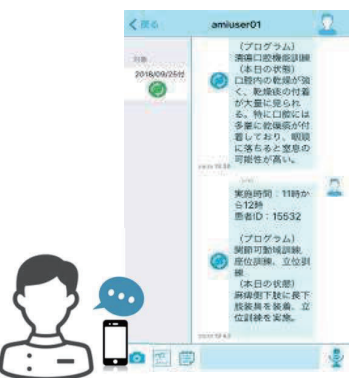 戻る
amiuser01
対象
2016/09/25付
(プログラム)
口腔機能訓練
(本日の状態)
口腔内の乾燥が強
く、乾燥痰の付着
が大量に見られ
る。特に口腔には
多量に乾燥痰が付
着しており、咽頭
に落ちると窒息の
可能性が高い。
実施時間:11時か
ら12時
患者ID:15532
(プログラム)
関節可動域訓練、
座位訓練、立位訓
練
(本日の状態)
麻痺側下肢に長下
肢装具を装着、立
位訓練を実施。